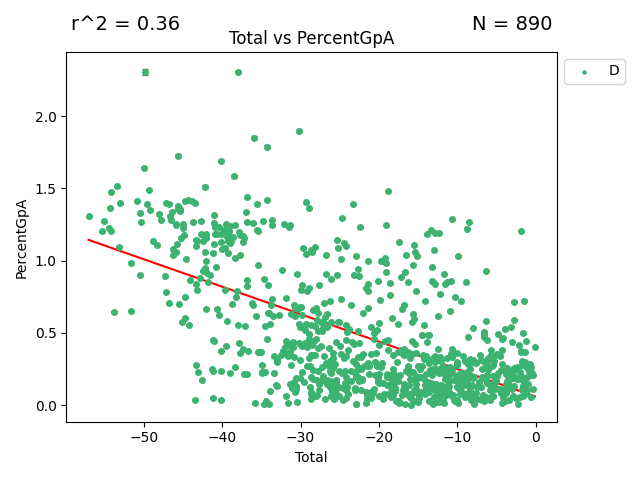 r^2 = 0.36
N = 890
Total vs PercentGpA
D
PercentGpA
2.0
1.5
1.0
0.5
0.0
−50
−40
−30
−20
−10
0
Total